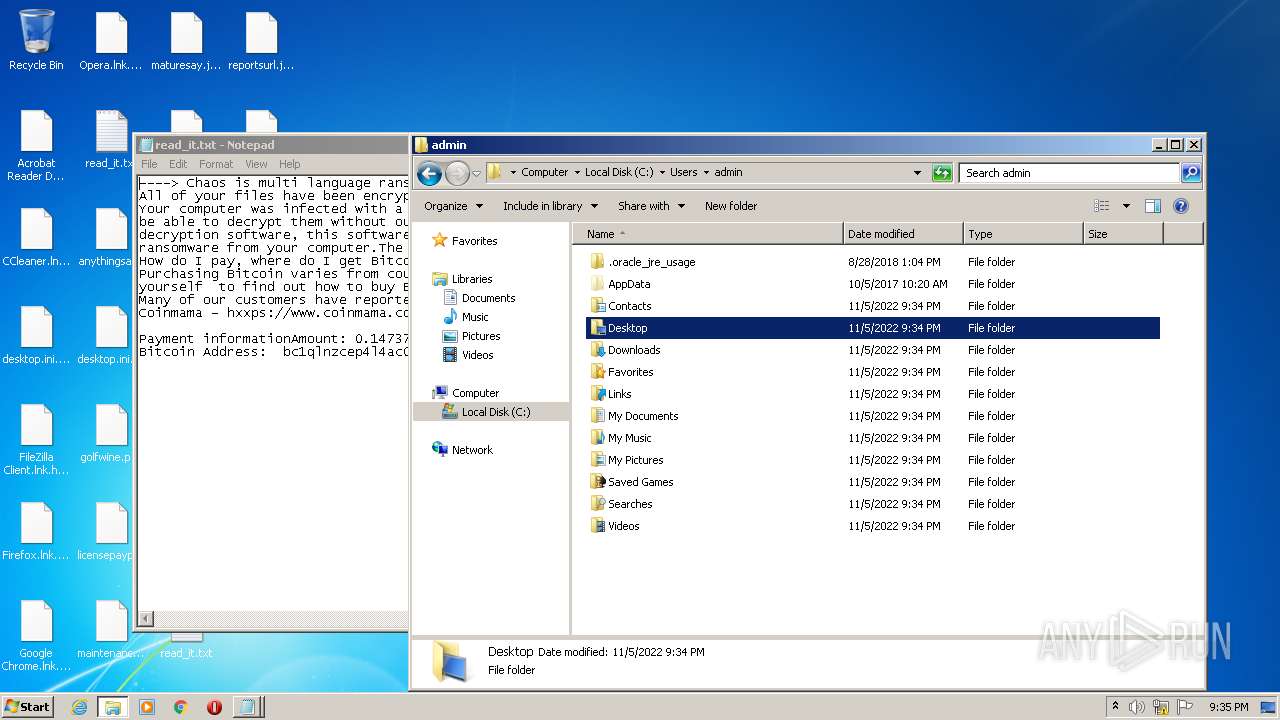 Recycle Bin
Opera.lnk....
maturesay.j...
reportsurl.j...
Acrobat
Reader D...
read_it.tx
CCleaner.ln...
anythingsa
desktop.ini....
desktop.ini.
FileZilla
Client.lnk.h...
golfwine.p
Firefox.lnk....
licensepayp
Google
Chrome.lnk....
maintenanc...
read_it.txt
read_it.txt - Notepad
File Edit Format View Help
----> Chaos is multi language rans
All of your files have been encryp
Your computer was infected with a
be able to decrypt them without ou
decryption software, this software
ransomware from your computer.The
How do I pay, where do I get Bitco
Purchasing Bitcoin varies from cou
yourself  to find out how to buy B
Many of our customers have reporte
Coinmama - hxxps://www.coinmama.co
Payment informationAmount: 0.14737
Bitcoin Address:  bc1qlnzcep4l4ac0
admin
Computer Local Disk (C:) Users admin
Search admin
Organize Include in library Share with New folder
Favorites
Libraries
Documents
Music
Pictures
Videos
Computer
Local Disk (C:)
Network
Name Date modified Type Size
.oracle_jre_usage 8/28/2018 1:04 PM File folder
AppData 10/5/2017 10:20 AM File folder
Contacts 11/5/2022 9:34 PM File folder
Desktop 11/5/2022 9:34 PM File folder
Downloads 11/5/2022 9:34 PM File folder
Favorites 11/5/2022 9:34 PM File folder
Links 11/5/2022 9:34 PM File folder
My Documents 11/5/2022 9:34 PM File folder
My Music 11/5/2022 9:34 PM File folder
My Pictures 11/5/2022 9:34 PM File folder
Saved Games 11/5/2022 9:34 PM File folder
Searches 11/5/2022 9:34 PM File folder
Videos 11/5/2022 9:34 PM File folder
Desktop Date modified: 11/5/2022 9:34 PM
File folder
ANY RUN
Start
9:35 PM